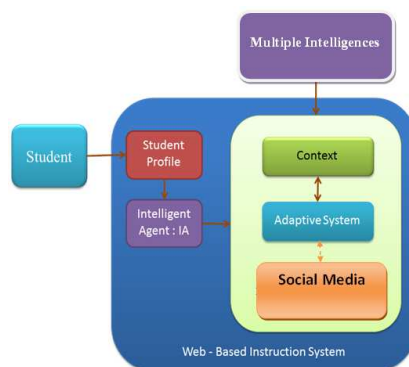 Multiple Intelligences
Student
Student
Profile
Context
Intelligent
Agent : IA
Adaptive System
Social Media
Web - Based Instruction System